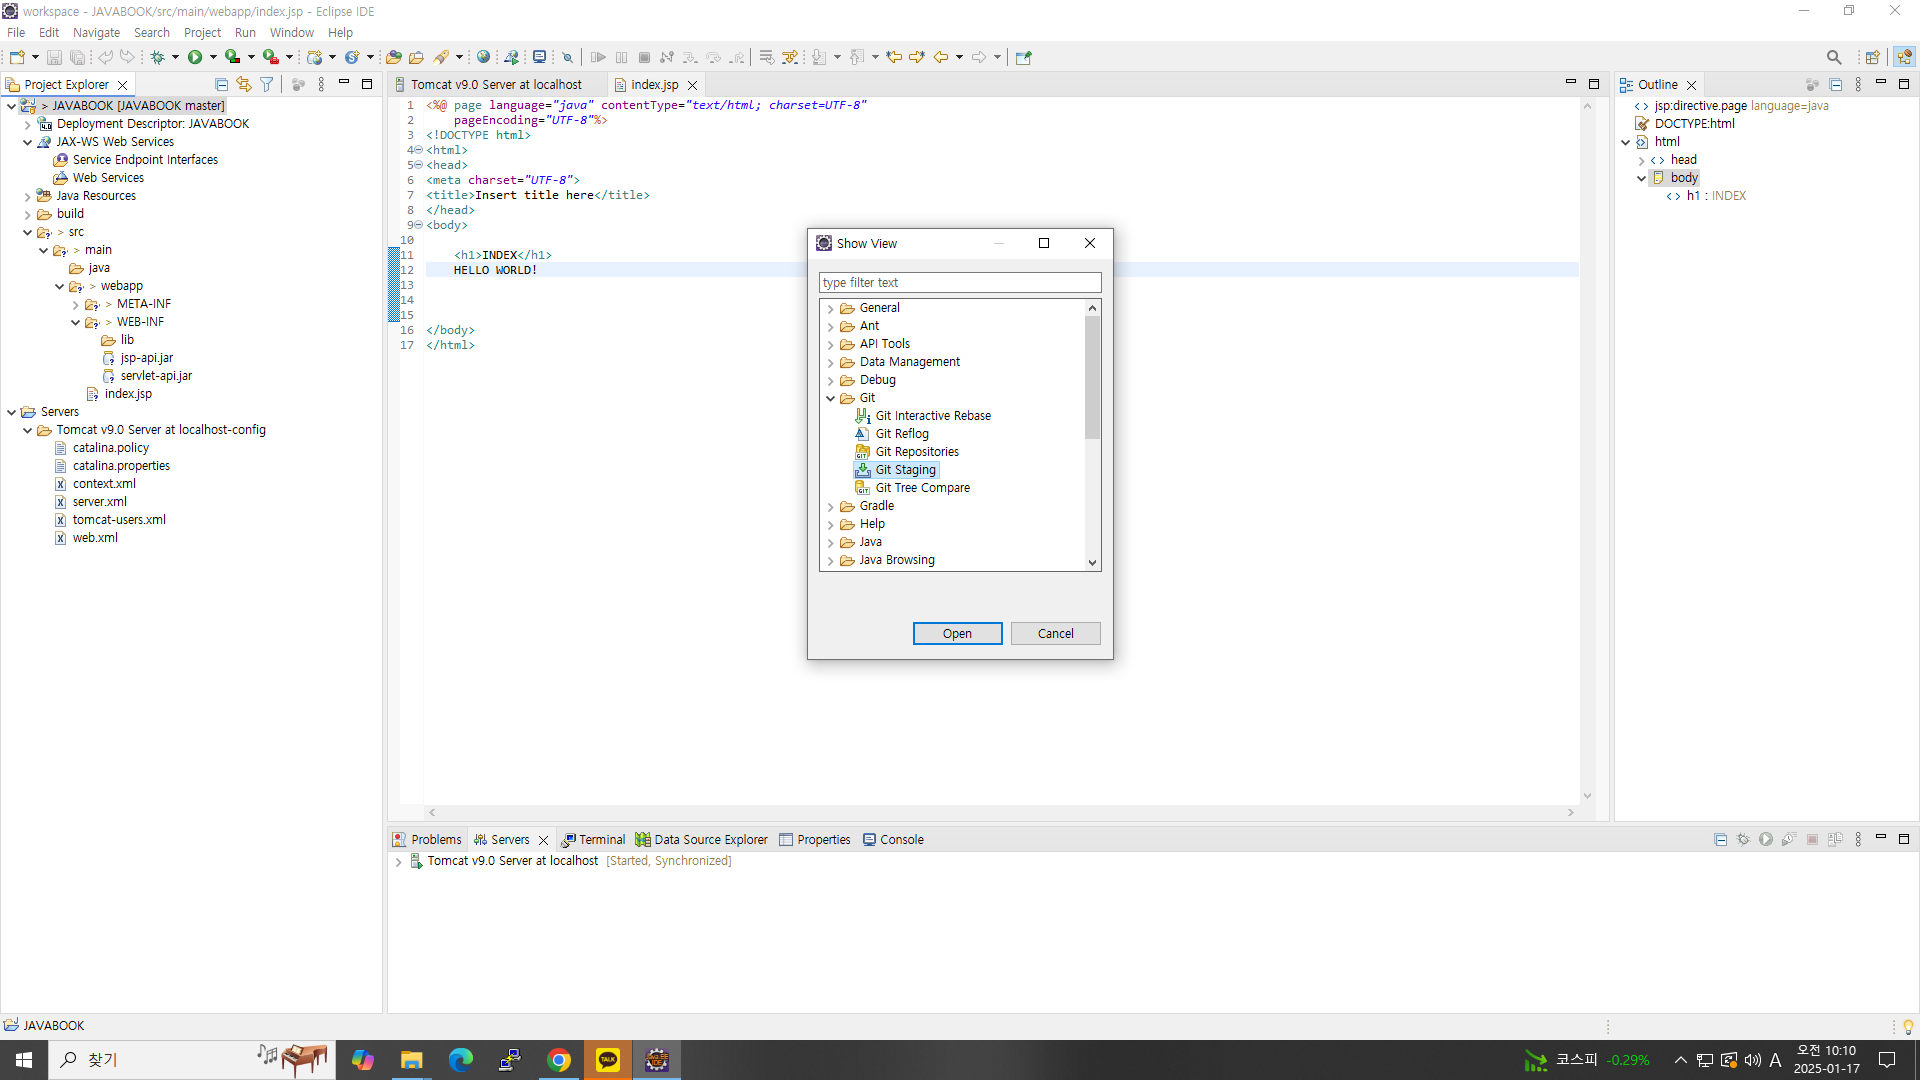 workspace - JAVABOOK/src/main/webapp/index.jsp - Eclipse IDE
File Edit Navigate Search Project Run Window Help
Project Explorer
> JAVABOOK [JAVABOOK master]
Deployment Descriptor: JAVABOOK
JAX-WS Web Services
Service Endpoint Interfaces
Web Services
Java Resources
build
> src
> main
java
> webapp
> META-INF
> WEB-INF
lib
jsp-api.jar
servlet-api.jar
index.jsp
Servers
Tomcat v9.0 Server at localhost-config
catalina.policy
catalina.properties
context.xml
server.xml
tomcat-users.xml
web.xml
Tomcat v9.0 Server at localhost
index.jsp
1 <%@ page language="java" contentType="text/html; charset=UTF-8"
2 pageEncoding="UTF-8"%>
3 <!DOCTYPE html>
4 <html>
5 <head>
6 <meta charset="UTF-8">
7 <title>Insert title here</title>
8 </head>
9 <body>
10
11 <h1>INDEX</h1>
12 HELLO WORLD!
13
14
15
16 </body>
17 </html>
Show View
type filter text
General
Ant
API Tools
Data Management
Debug
Git
Git Interactive Rebase
Git Reflog
Git Repositories
Git Staging
Git Tree Compare
Gradle
Help
Java
Java Browsing
Open Cancel
Outline
jsp:directive.page language=java
DOCTYPE:html
html
head
body
h1 : INDEX
Problems Servers Terminal Data Source Explorer Properties Console
Tomcat v9.0 Server at localhost [Started, Synchronized]
JAVABOOK
찾기
TALK
Java EE
IDE
코스피 -0.29%
A
오전 10:10
2025-01-17